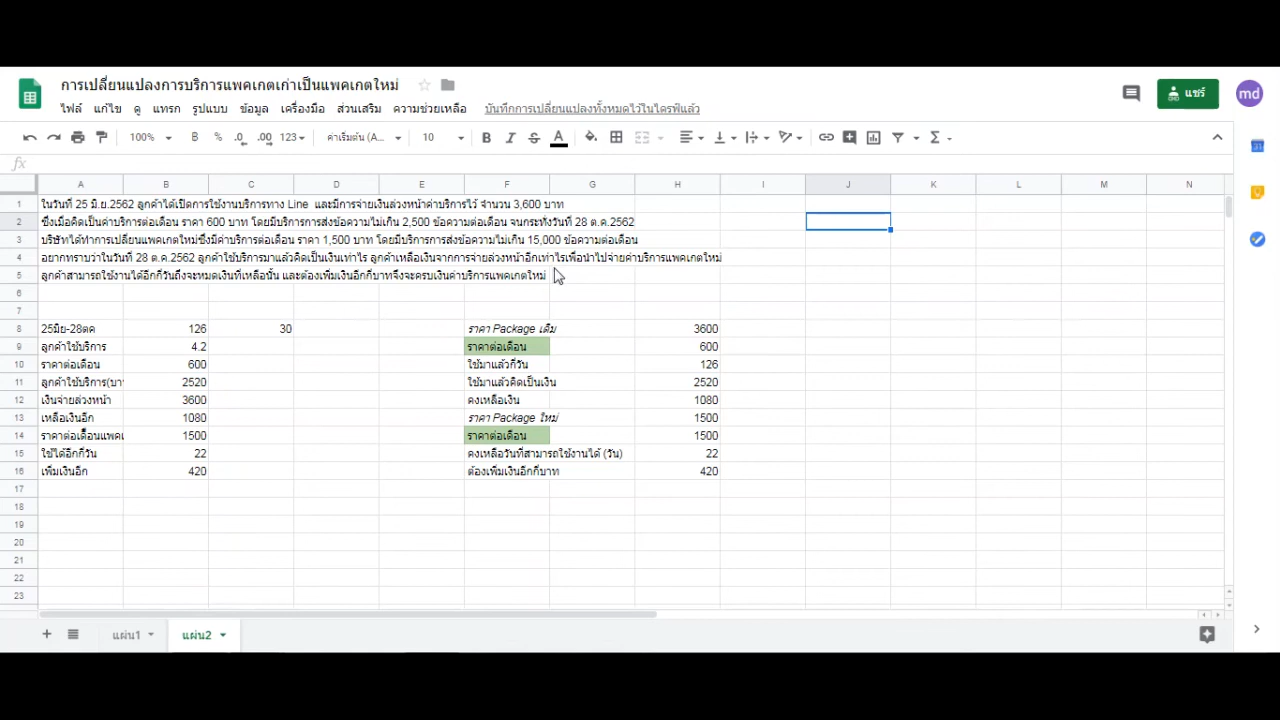 การเปลี่ยนแปลงการบริการแพคเกตเก่าเป็นแพคเกตใหม่
แชร์
md
ไฟล์ แก้ไข ดู แทรก รูปแบบ ข้อมูล เครื่องมือ ส่วนเสริม ความช่วยเหลือ บันทึกการเปลี่ยนแปลงทั้งหมดไว้ในไดรฟ์แล้ว
100% B % .0 .00 123 ค่าเริ่มต้น (A... 10 B I S A Σ
fx
A B C D E F G H I J K L M N
1 ในวันที่ 25 มิ.ย.2562 ลูกค้าได้เปิดการใช้งานบริการทาง Line และมีการจ่ายเงินล่วงหน้าค่าบริการไว้ จำนวน 3,600 บาท
2 ซึ่งเมื่อคิดเป็นค่าบริการต่อเดือน ราคา 600 บาท โดยมีบริการการส่งข้อความไม่เกิน 2,500 ข้อความต่อเดือน จนกระทั่งวันที่ 28 ต.ค.2562
3 บริษัทได้ทำการเปลี่ยนแพคเกตใหม่ซึ่งมีค่าบริการต่อเดือน ราคา 1,500 บาท โดยมีบริการการส่งข้อความไม่เกิน 15,000 ข้อความต่อเดือน
4 อยากทราบว่าในวันที่ 28 ต.ค.2562 ลูกค้าใช้บริการมาแล้วคิดเป็นเงินเท่าไร ลูกค้าเหลือเงินจากการจ่ายล่วงหน้าอีกเท่าไรเพื่อนำไปจ่ายค่าบริการแพคเกตใหม่
5 ลูกค้าสามารถใช้งานได้อีกกี่วันถึงจะหมดเงินที่เหลือนั้น และต้องเพิ่มเงินอีกกี่บาทจึงจะครบเงินค่าบริการแพคเกตใหม่
6
7
8 25มิย-28ตค 126 30 ราคา Package เดิม 3600
9 ลูกค้าใช้บริการ 4.2 ราคาต่อเดือน 600
10 ราคาต่อเดือน 600 ใช้มาแล้วกี่วัน 126
11 ลูกค้าใช้บริการ(บา 2520 ใช้มาแล้วคิดเป็นเงิน 2520
12 เงินจ่ายล่วงหน้า 3600 คงเหลือเงิน 1080
13 เหลือเงินอีก 1080 ราคา Package ใหม่ 1500
14 ราคาต่อเดือนแพคเ 1500 ราคาต่อเดือน 1500
15 ใช้ได้อีกกี่วัน 22 คงเหลือวันที่สามารถใช้งานได้ (วัน) 22
16 เพิ่มเงินอีก 420 ต้องเพิ่มเงินอีกกี่บาท 420
17
18
19
20
21
22
23
แผ่น1 แผ่น2